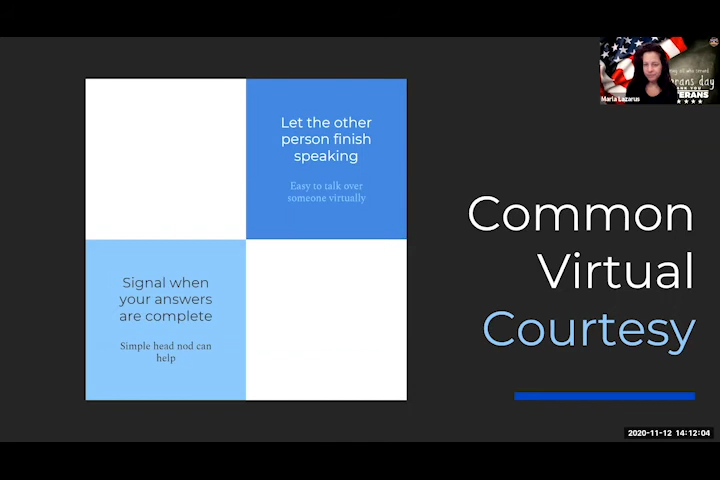 Let the other
person finish
speaking
Easy to talk over
someone virtually
Signal when
your answers
are complete
Simple head nod can
help
Common
Virtual
Courtesy
Maria Lazarus
2020-11-12 14:12:04